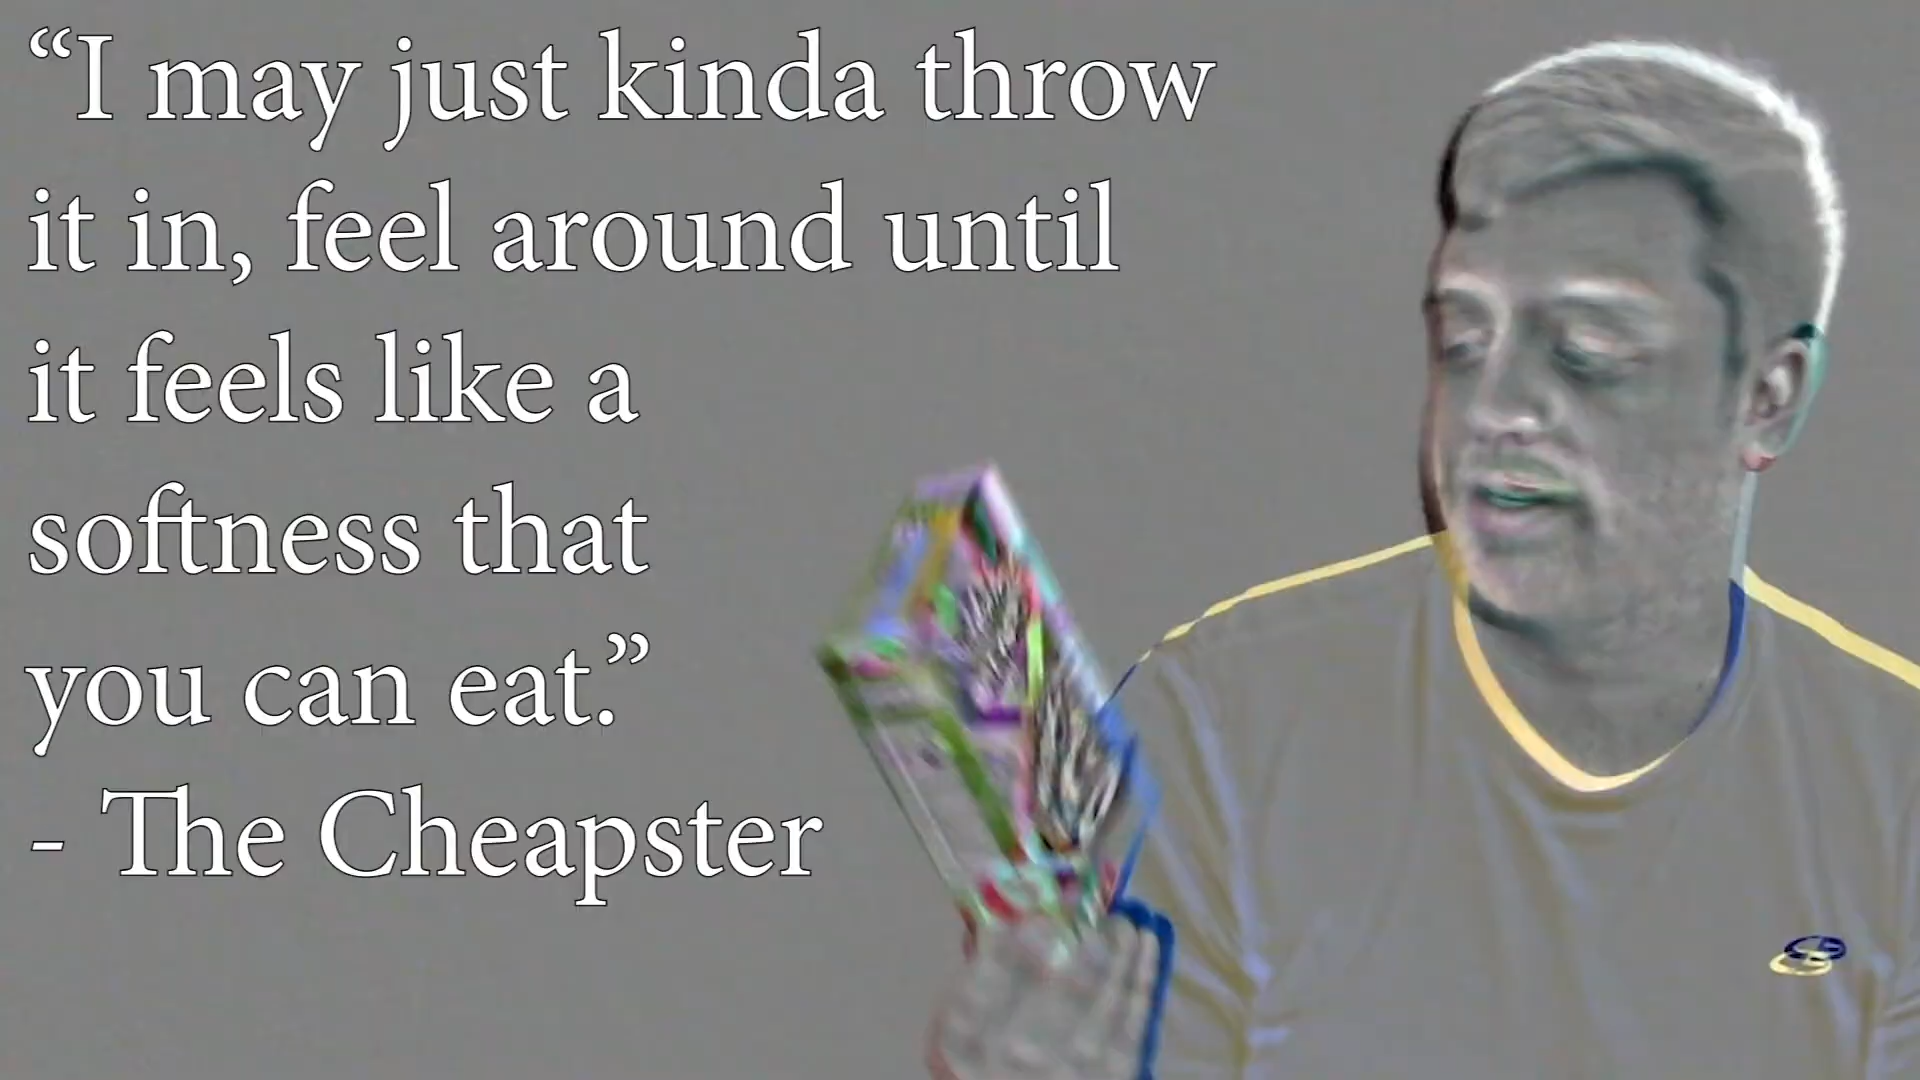 “I may just kinda throw
it in, feel around until
it feels like a
softness that
you can eat.”
- The Cheapster